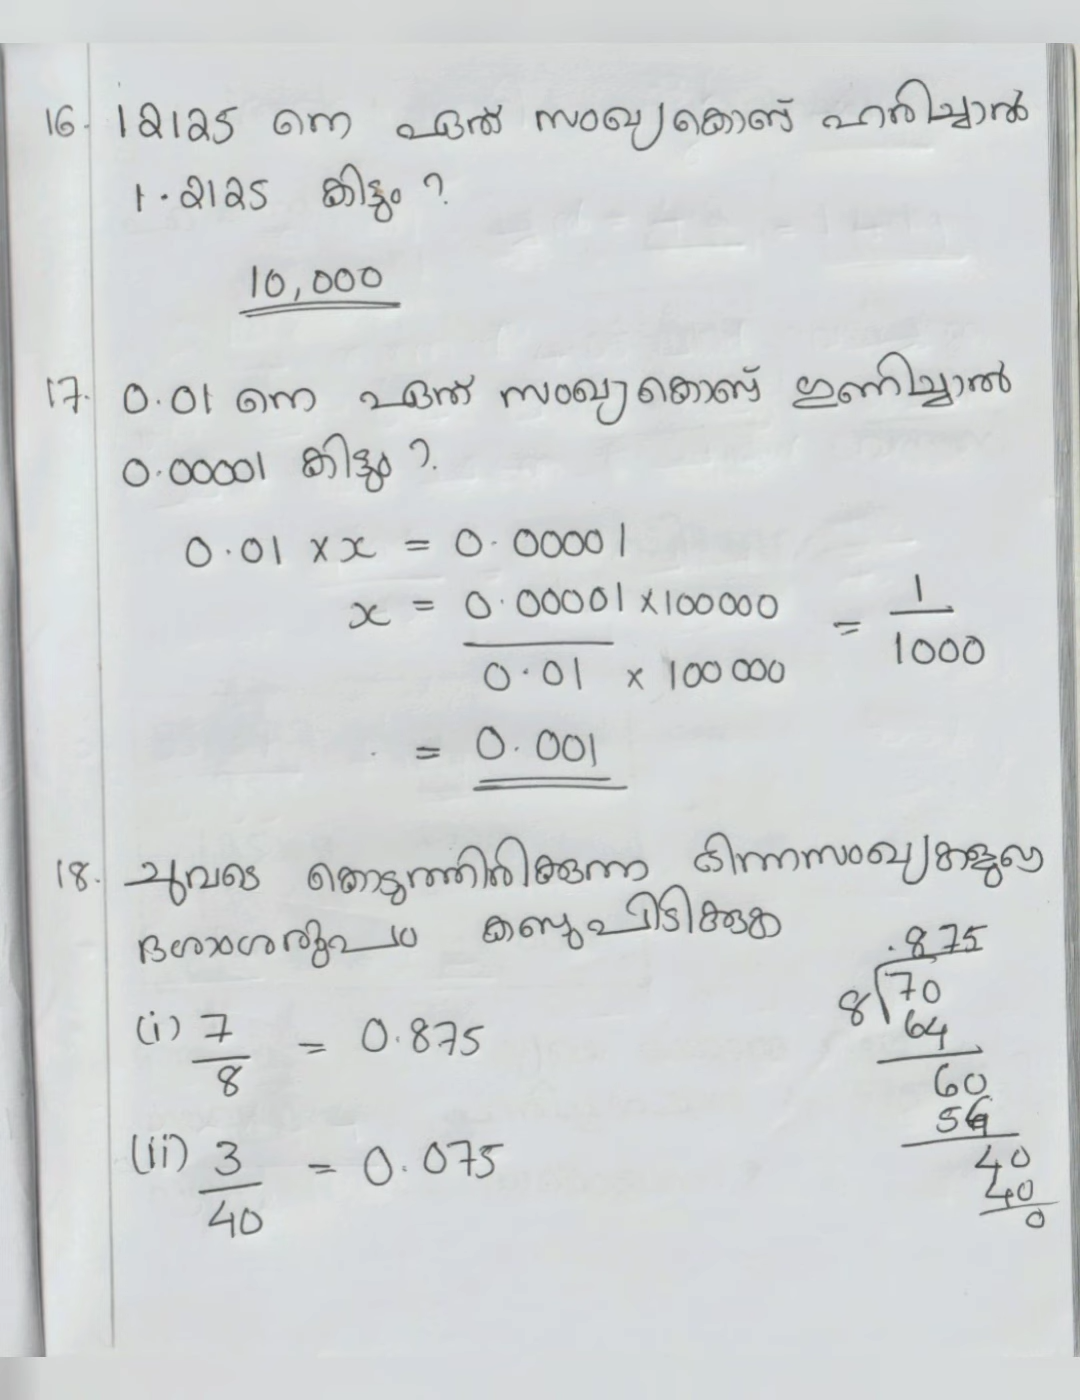 16. 12125 നെ ഏത് സംഖ്യകൊണ്ട് ഹരിച്ചാൽ
1.2125 കിട്ടും ?
10,000
17. 0.01 നെ ഏത് സംഖ്യകൊണ്ട് ഗുണിച്ചാൽ
0.00001 കിട്ടും ?
0.01 × x = 0.00001
x = 0.00001 × 100000 / 0.01 × 100000 = 1/1000
= 0.001
18. ചുവടെ കൊടുത്തിരിക്കുന്ന ഭിന്നസംഖ്യകളുടെ
ദശാംശരൂപം കണ്ടുപിടിക്കുക
(i) 7/8 = 0.875
(ii) 3/40 = 0.075
.875
8 70
64
60
56
40
40
0